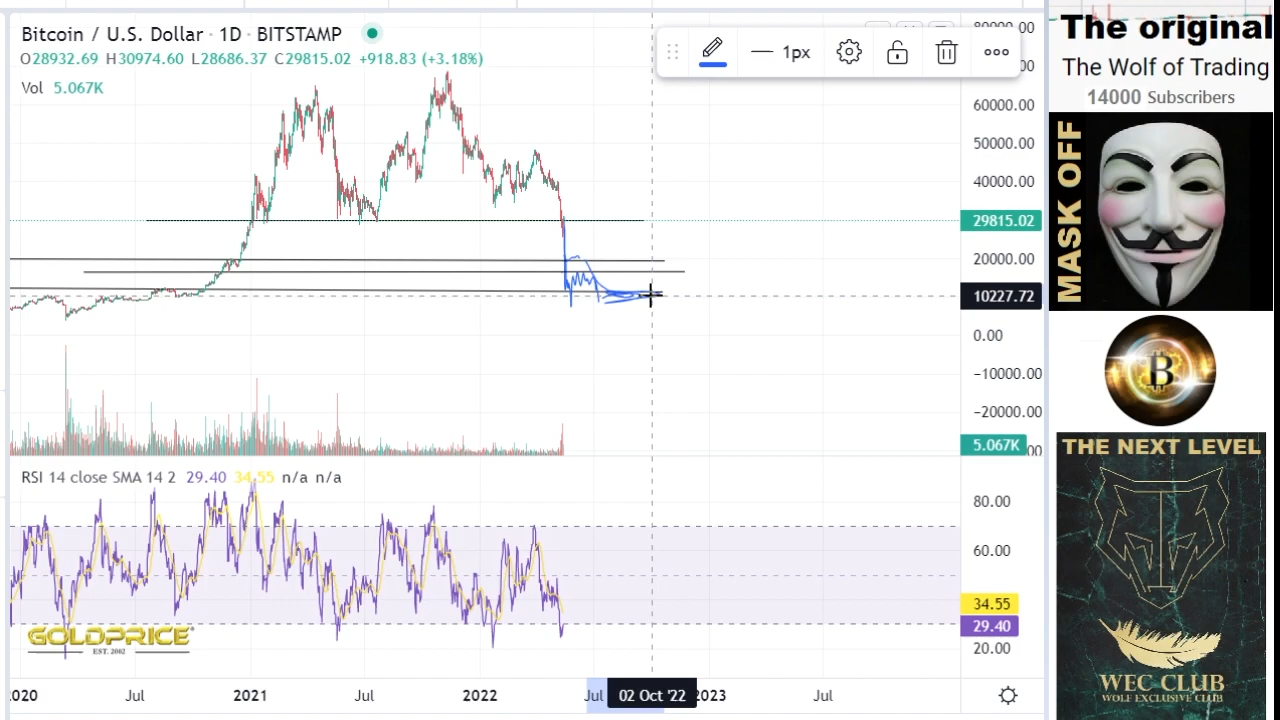 Bitcoin / U.S. Dollar · 1D · BITSTAMP
O28932.69 H30974.60 L28686.37 C29815.02 +918.83 (+3.18%)
Vol 5.067K
1px
60000.00
50000.00
40000.00
29815.02
20000.00
10227.72
0.00
−10000.00
−20000.00
5.067K
RSI 14 close SMA 14 2 29.40 34.55 n/a n/a
80.00
60.00
34.55
29.40
20.00
GOLDPRICE
EST. 2002
2020 Jul 2021 Jul 2022 Jul 02 Oct '22 2023 Jul
The original
The Wolf of Trading
14000 Subscribers
MASK OFF
B
THE NEXT LEVEL
WEC CLUB
WOLF EXCLUSIVE CLUB